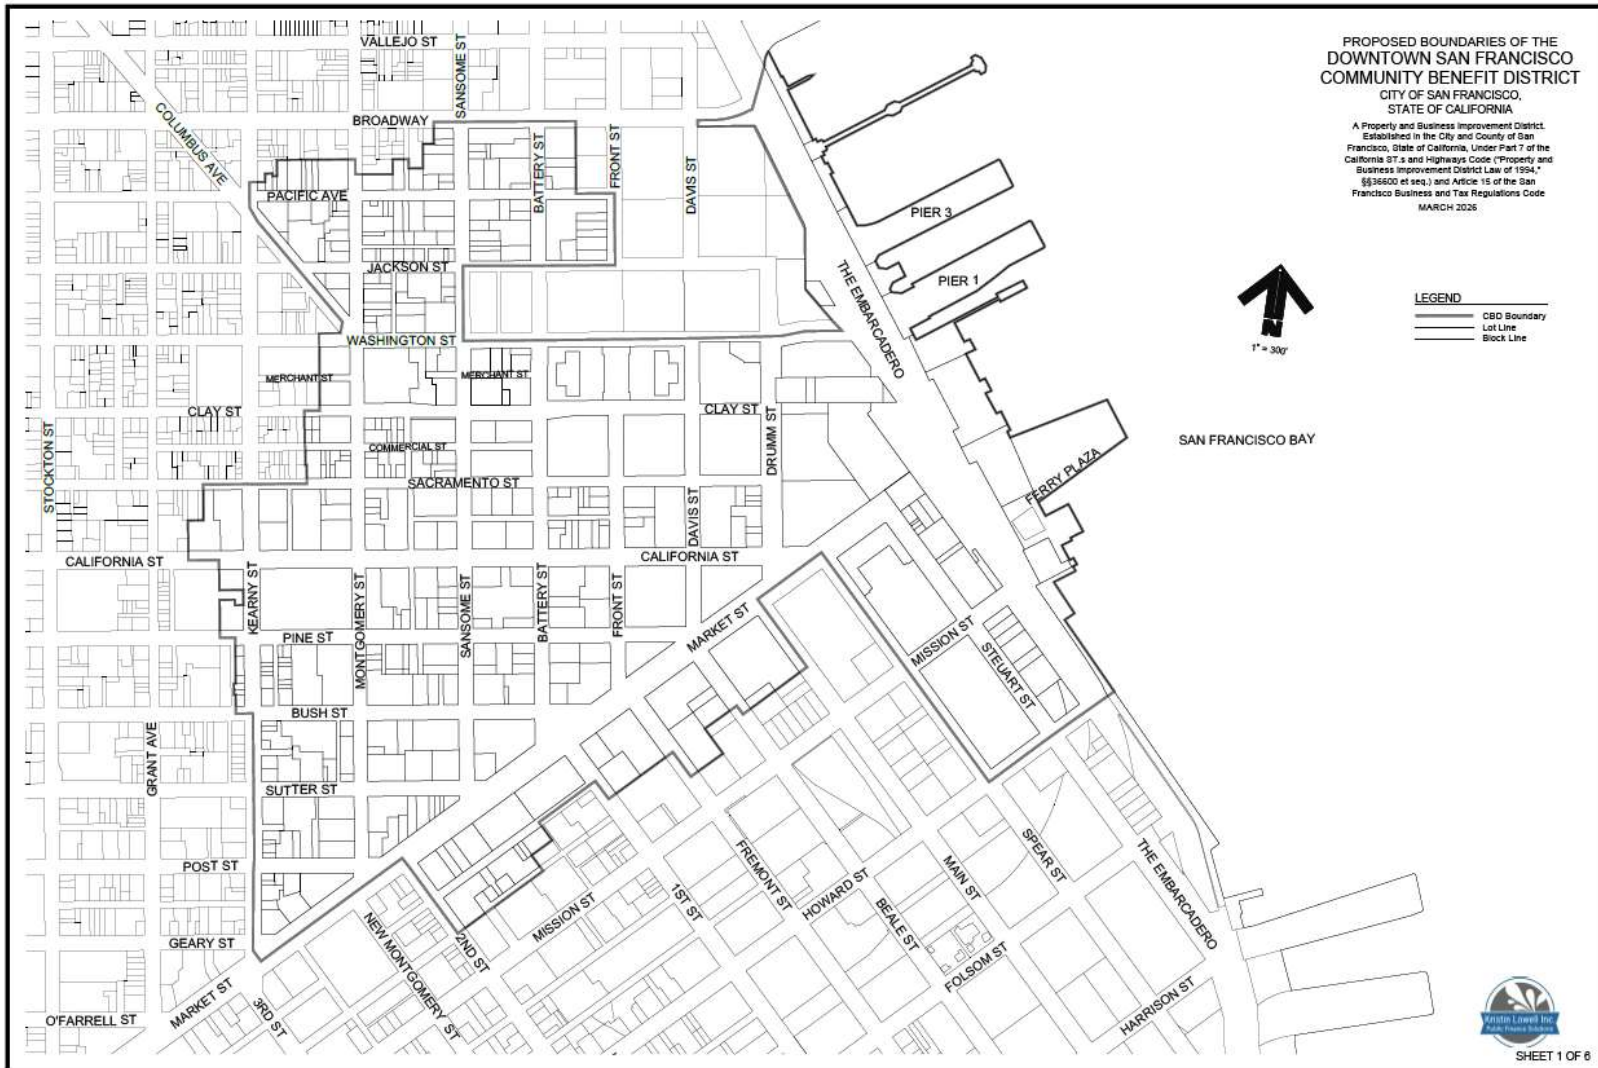 PROPOSED BOUNDARIES OF THE
DOWNTOWN SAN FRANCISCO
COMMUNITY BENEFIT DISTRICT
CITY OF SAN FRANCISCO,
STATE OF CALIFORNIA
A Property and Business Improvement District.
Established in the City and County of San
Francisco, State of California, Under Part 7 of the
California ST.s and Highways Code ("Property and
Business Improvement District Law of 1994,"
§§36600 et seq.) and Article 15 of the San
Francisco Business and Tax Regulations Code
MARCH 2026
VALLEJO ST
SANSOME ST
COLUMBUS AVE
BROADWAY
BATTERY ST
FRONT ST
DAVIS ST
PACIFIC AVE
PIER 3
JACKSON ST
THE EMBARCADERO
PIER 1
N
1" = 300'
LEGEND
CBD Boundary
Lot Line
Block Line
WASHINGTON ST
MERCHANT ST
MERCHANT ST
CLAY ST
CLAY ST
DRUMM ST
STOCKTON ST
COMMERCIAL ST
SAN FRANCISCO BAY
SACRAMENTO ST
FERRY PLAZA
DAVIS ST
CALIFORNIA ST
CALIFORNIA ST
KEARNY ST
MONTGOMERY ST
SANSOME ST
BATTERY ST
FRONT ST
PINE ST
MARKET ST
MISSION ST
STEUART ST
BUSH ST
GRANT AVE
SUTTER ST
POST ST
FREMONT ST
HOWARD ST
MAIN ST
SPEAR ST
THE EMBARCADERO
1ST ST
MISSION ST
BEALE ST
GEARY ST
NEW MONTGOMERY ST
2ND ST
FOLSOM ST
MARKET ST
3RD ST
HARRISON ST
O'FARRELL ST
Kristin Lowell Inc.
Public Finance Solutions
SHEET 1 OF 6